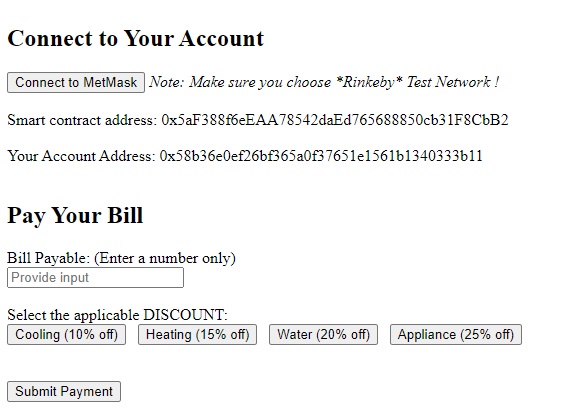 Connect to Your Account
Connect to MetMask Note: Make sure you choose *Rinkeby* Test Network !
Smart contract address: 0x5aF388f6eEAA78542daEd765688850cb31F8CbB2
Your Account Address: 0x58b36e0ef26bf365a0f37651e1561b1340333b11
Pay Your Bill
Bill Payable: (Enter a number only)
Provide input
Select the applicable DISCOUNT:
Cooling (10% off) Heating (15% off) Water (20% off) Appliance (25% off)
Submit Payment